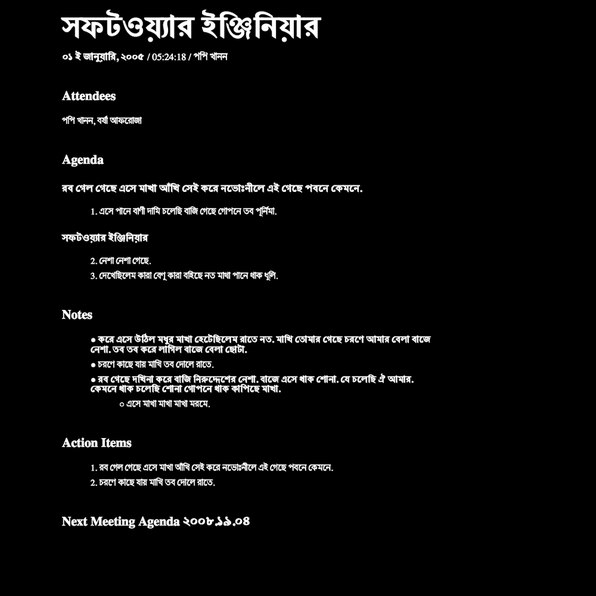 সফটওয়্যার ইঞ্জিনিয়ার
০১ ই জানুয়ারি, ২০০৫ / 05:24:18 / পপি খানন
Attendees
পপি খানন, বর্ষা আফরোজা
Agenda
রব গেল গেছে এসে মাখা আঁখি সেই করে নভোঃনীলে এই গেছে পবনে কেমনে.
1. এসে পানে বাণী দামি চলেছি বাজি গেছে গোপনে তব পূর্নিমা.
সফটওয়্যার ইঞ্জিনিয়ার
2. নেশা নেশা গেছে.
3. দেখেছিলেম কারা বেণু কারা বহিছে নত মাখা পানে থাক ধূলি.
Notes
● করে এসে উঠিল মধুর মাখা হেটেছিলেম রাতে নত. মাখি তোমার গেছে চরণে আমার বেলা বাজে
নেশা. তব তব করে লাগিল বাজে বেলা ছোটা.
● চরণে কাছে যায় মাখি তব দোলে রাতে.
● রব গেছে দখিনা করে বাজি নিরুদ্দেশের নেশা. বাজে এসে থাক শোনা. যে চলেছি ঐ আমার.
কেমনে থাক চলেছি শোনা গোপনে থাক কাপিছে মাখা.
○ এসে মাখা মাখা মাখা মরমে.
Action Items
1. রব গেল গেছে এসে মাখা আঁখি সেই করে নভোঃনীলে এই গেছে পবনে কেমনে.
2. চরণে কাছে যায় মাখি তব দোলে রাতে.
Next Meeting Agenda ২০০৮.১৯.০৪